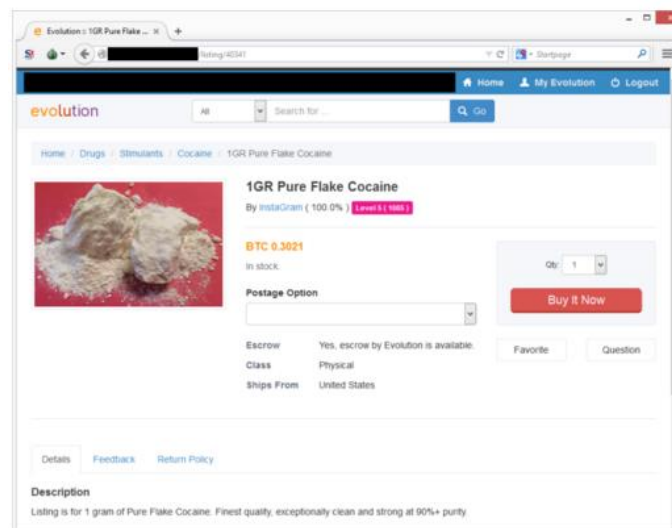 Evolution :: 1GR Pure Flake ...
/listing/40341
Startpage
Home My Evolution Logout
evolution
All Search for ... Go
Home / Drugs / Stimulants / Cocaine / 1GR Pure Flake Cocaine
1GR Pure Flake Cocaine
By InstaGram ( 100.0% ) Level 5 ( 1085 )
BTC 0.3021
In stock.
Qty: 1
Buy It Now
Postage Option
Escrow Yes, escrow by Evolution is available.
Favorite Question
Class Physical
Ships From United States
Details Feedback Return Policy
Description
Listing is for 1 gram of Pure Flake Cocaine. Finest quality, exceptionally clean and strong at 90%+ purity.